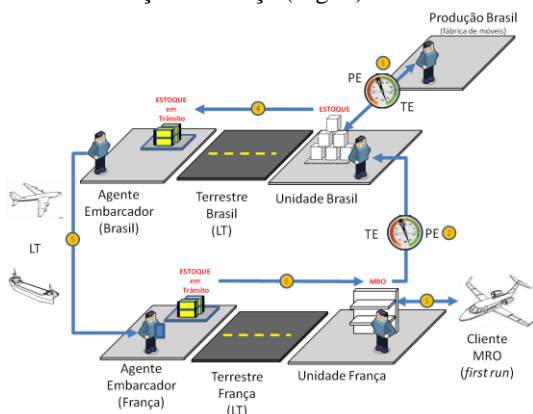 Produção Brasil
(fábrica de móveis)
3
PE
TE
ESTOQUE
em
Trânsito
4
ESTOQUE
Agente
Embarcador
(Brasil)
Terrestre
Brasil
(LT)
Unidade Brasil
LT
5
TE
PE
2
ESTOQUE
em
Trânsito
6
MRO
1
Agente
Embarcador
(França)
Terrestre
França
(LT)
Unidade França
Cliente
MRO
(first run)